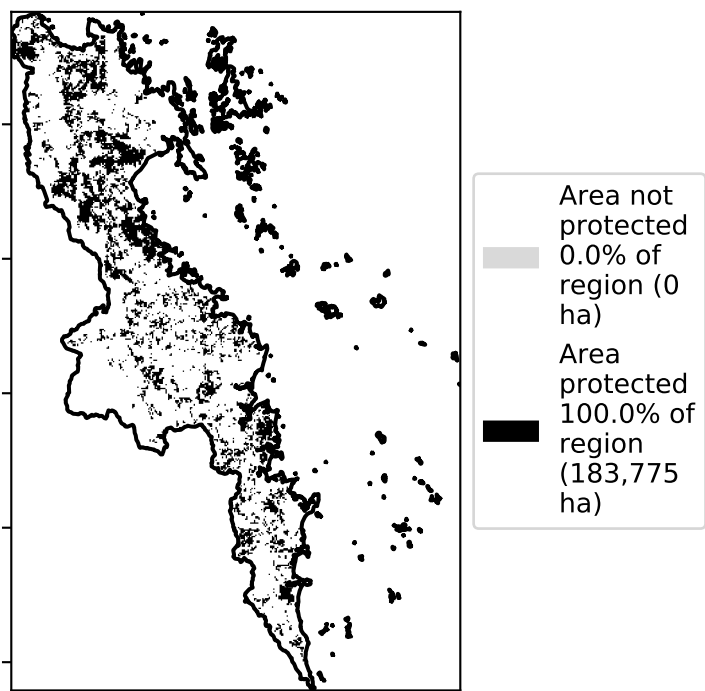 Area not
protected
0.0% of
region (0
ha)
Area
protected
100.0% of
region
(183,775
ha)